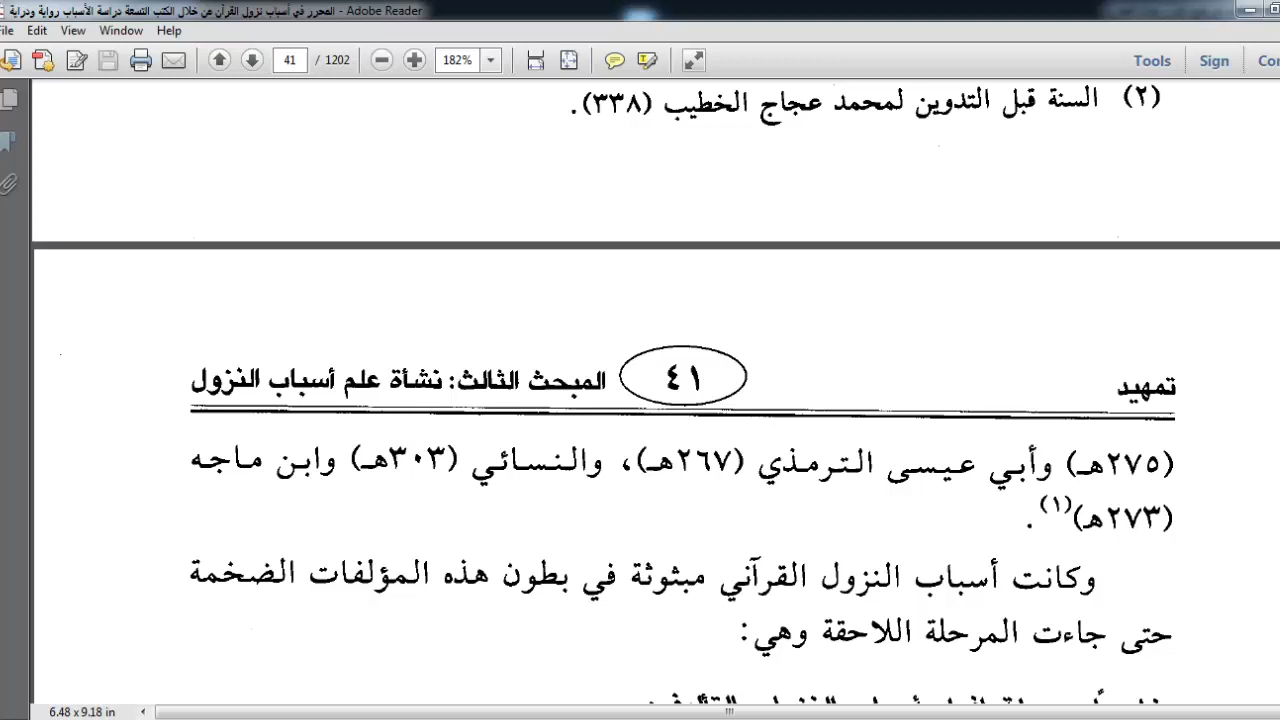 المحرر في أسباب نزول القرآن من خلال الكتب التسعة دراسة الأسباب رواية ودراية - Adobe Reader
File Edit View Window Help
41 / 1202 182% Tools Sign
(٢) السنة قبل التدوين لمحمد عجاج الخطيب (٣٣٨).
تمهيد ٤١ المبحث الثالث: نشأة علم أسباب النزول
(٢٧٥هـ) وأبي عيسى الترمذي (٢٦٧هـ)، والنسائي (٣٠٣هـ) وابن ماجه
(٢٧٣هـ)(١).
وكانت أسباب النزول القرآني مبثوثة في بطون هذه المؤلفات الضخمة
حتى جاءت المرحلة اللاحقة وهي:
6.48 x 9.18 in